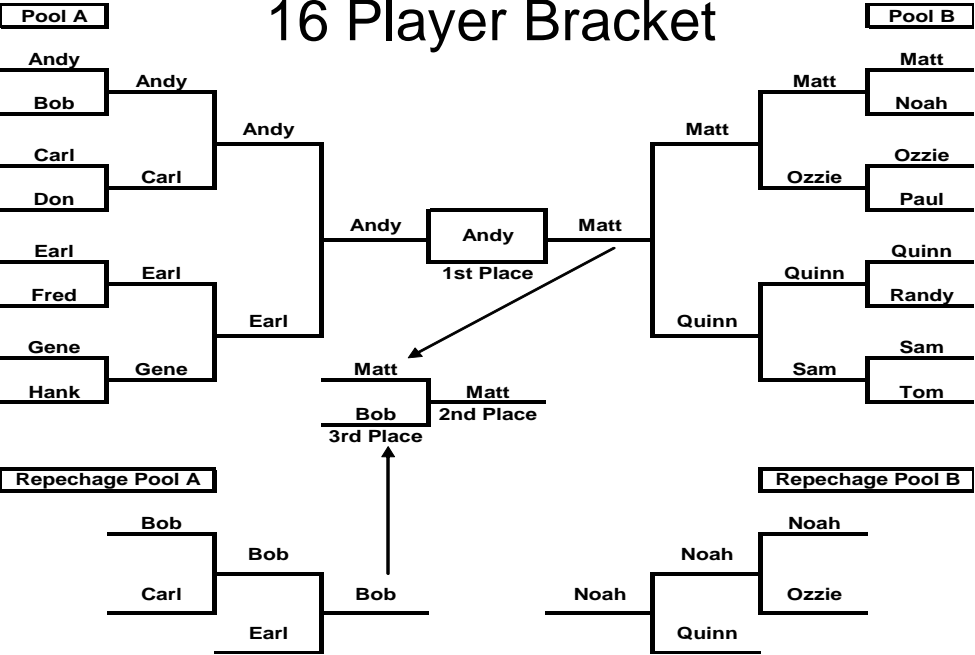 16 Player Bracket
Pool A
Pool B
Andy
Matt
Andy
Matt
Bob
Noah
Andy
Matt
Carl
Ozzie
Carl
Ozzie
Don
Paul
Andy
Andy
Matt
Earl
Quinn
1st Place
Earl
Quinn
Fred
Randy
Earl
Quinn
Gene
Sam
Gene
Matt
Sam
Hank
Matt
Tom
Bob
2nd Place
3rd Place
Repechage Pool A
Repechage Pool B
Bob
Noah
Bob
Noah
Carl
Bob
Noah
Ozzie
Earl
Quinn